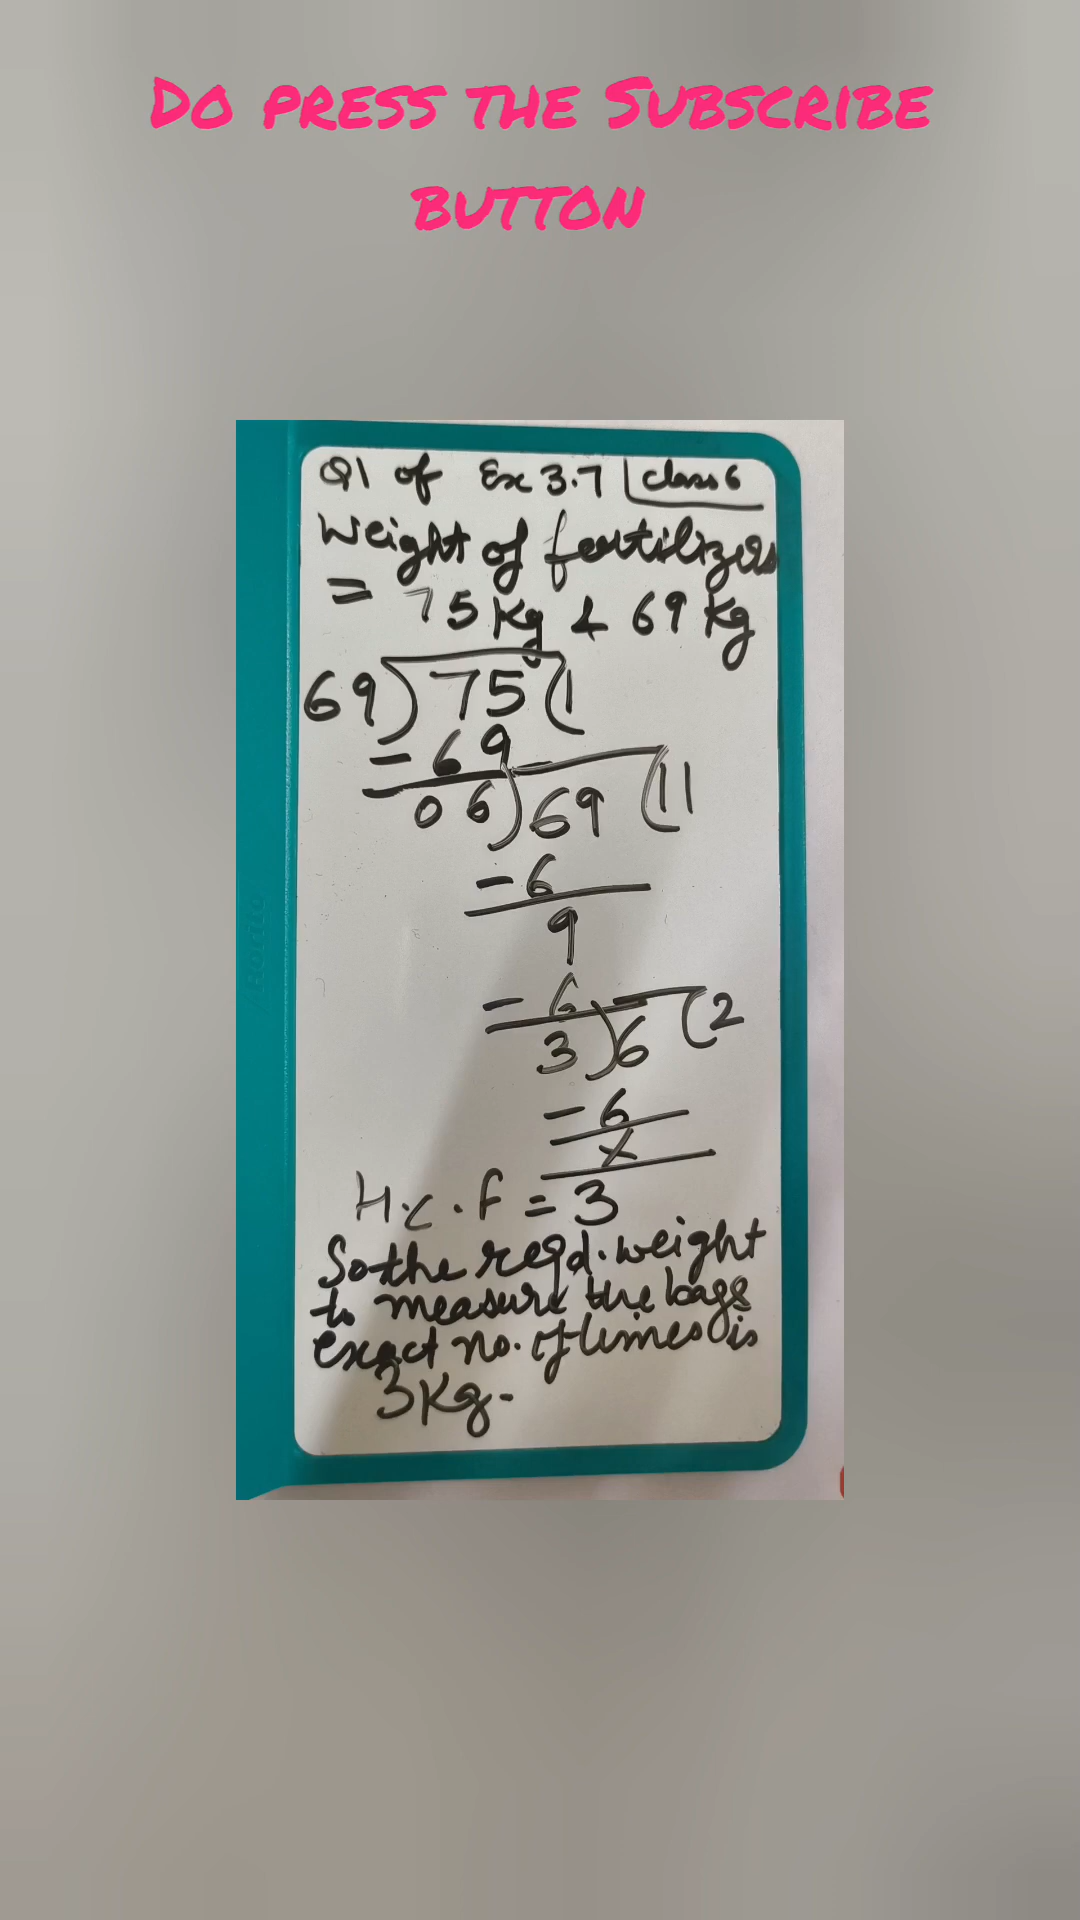 Do press the Subscribe
button
Q1 of Ex 3.7 class 6
Weight of fertilizers
= 75 Kg & 69 Kg
69)75(1
-69
06)69(11
-6
9
-6
3)6(2
-6
x
H.C.F = 3
So the reqd. weight
to measure the bags
exact no. of times is
3 Kg.